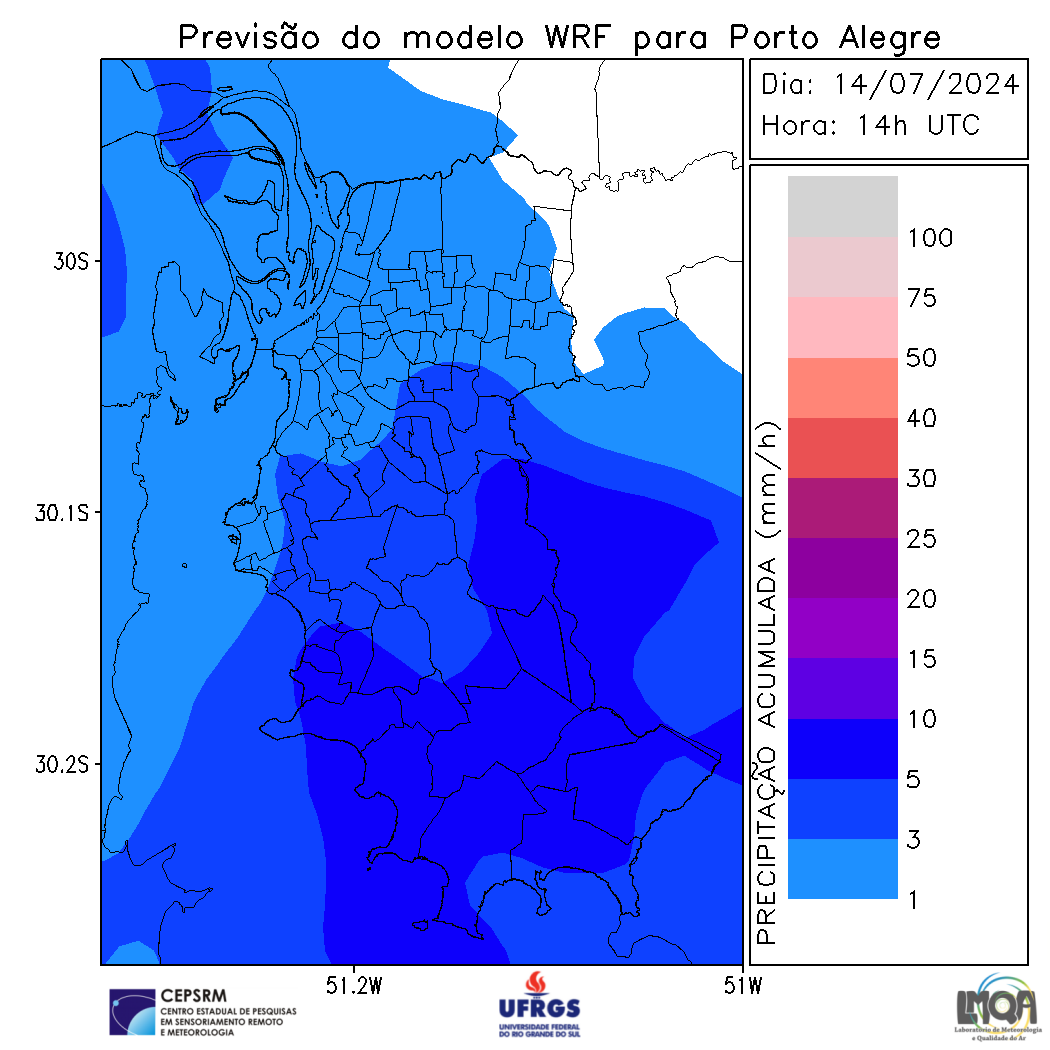 Previsão do modelo WRF para Porto Alegre
Dia: 14/07/2024
Hora: 14h UTC
30S
30.1S
30.2S
51.2W
51W
PRECIPITAÇÃO ACUMULADA (mm/h)
100
75
50
40
30
25
20
15
10
5
3
1
CEPSRM
CENTRO ESTADUAL DE PESQUISAS
EM SENSORIAMENTO REMOTO
E METEOROLOGIA
UFRGS
UNIVERSIDADE FEDERAL
DO RIO GRANDE DO SUL
LMQA
Laboratório de Meteorologia
e Qualidade do Ar